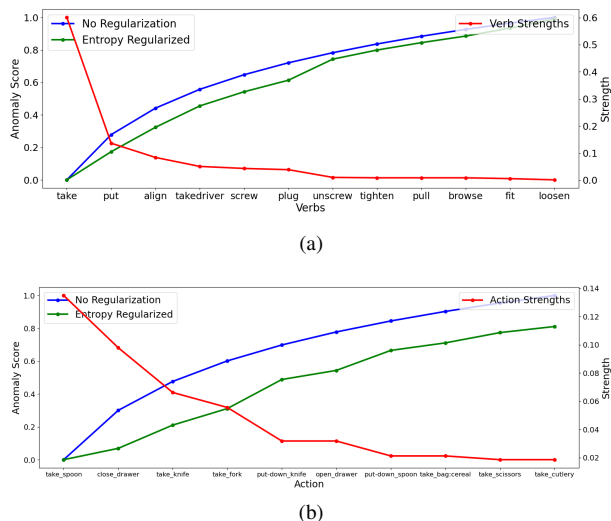 No Regularization
Entropy Regularized
Verb Strengths
Anomaly Score
1.0
0.8
0.6
0.4
0.2
0.0
0.6
0.5
0.4
0.3
0.2
0.1
0.0
Strength
take put align takedriver screw plug unscrew tighten pull browse fit loosen
Verbs
(a)
No Regularization
Entropy Regularized
Action Strengths
Anomaly Score
1.0
0.8
0.6
0.4
0.2
0.0
0.14
0.12
0.10
0.08
0.06
0.04
0.02
Strength
take_spoon close_drawer take_knife take_fork put-down_knife open_drawer put-down_spoon take_bag:cereal take_scissors take_cutlery
Action
(b)